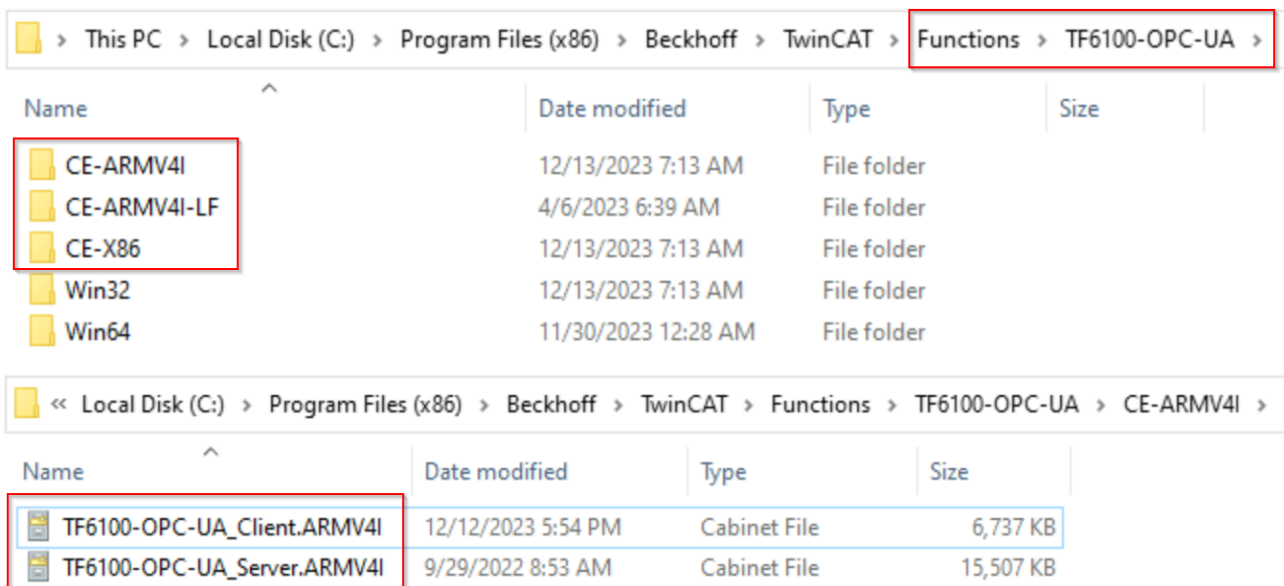 This PC > Local Disk (C:) > Program Files (x86) > Beckhoff > TwinCAT > Functions > TF6100-OPC-UA >
Name Date modified Type Size
CE-ARMV4I 12/13/2023 7:13 AM File folder
CE-ARMV4I-LF 4/6/2023 6:39 AM File folder
CE-X86 12/13/2023 7:13 AM File folder
Win32 12/13/2023 7:13 AM File folder
Win64 11/30/2023 12:28 AM File folder
« Local Disk (C:) > Program Files (x86) > Beckhoff > TwinCAT > Functions > TF6100-OPC-UA > CE-ARMV4I >
Name Date modified Type Size
TF6100-OPC-UA_Client.ARMV4I 12/12/2023 5:54 PM Cabinet File 6,737 KB
TF6100-OPC-UA_Server.ARMV4I 9/29/2022 8:53 AM Cabinet File 15,507 KB